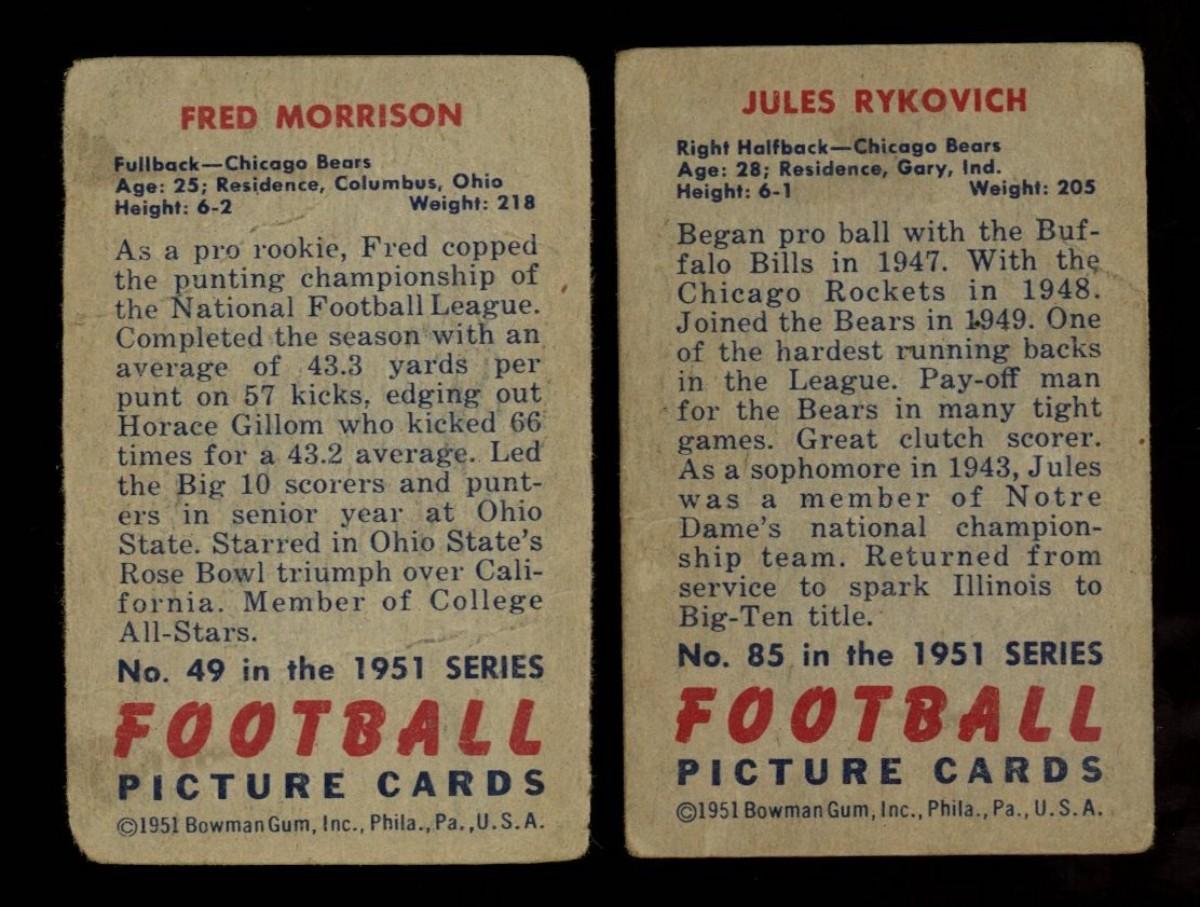 FRED MORRISON
Fullback—Chicago Bears
Age: 25; Residence, Columbus, Ohio
Height: 6-2 Weight: 218
As a pro rookie, Fred copped
the punting championship of
the National Football League.
Completed the season with an
average of 43.3 yards per
punt on 57 kicks, edging out
Horace Gillom who kicked 66
times for a 43.2 average. Led
the Big 10 scorers and punt-
ers in senior year at Ohio
State. Starred in Ohio State's
Rose Bowl triumph over Cali-
fornia. Member of College
All-Stars.
No. 49 in the 1951 SERIES
FOOTBALL
PICTURE CARDS
©1951 Bowman Gum, Inc., Phila., Pa., U.S.A.
JULES RYKOVICH
Right Halfback—Chicago Bears
Age: 28; Residence, Gary, Ind.
Height: 6-1 Weight: 205
Began pro ball with the Buf-
falo Bills in 1947. With the
Chicago Rockets in 1948.
Joined the Bears in 1949. One
of the hardest running backs
in the League. Pay-off man
for the Bears in many tight
games. Great clutch scorer.
As a sophomore in 1943, Jules
was a member of Notre
Dame's national champion-
ship team. Returned from
service to spark Illinois to
Big-Ten title.
No. 85 in the 1951 SERIES
FOOTBALL
PICTURE CARDS
©1951 Bowman Gum, Inc., Phila., Pa., U.S.A.